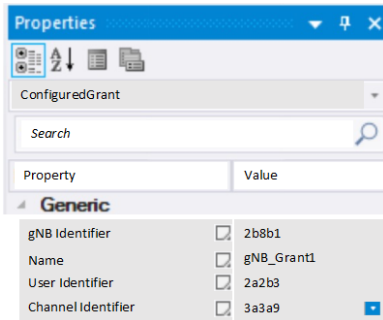 Properties
ConfiguredGrant
Search
Property Value
Generic
gNB Identifier 2b8b1
Name gNB_Grant1
User Identifier 2a2b3
Channel Identifier 3a3a9